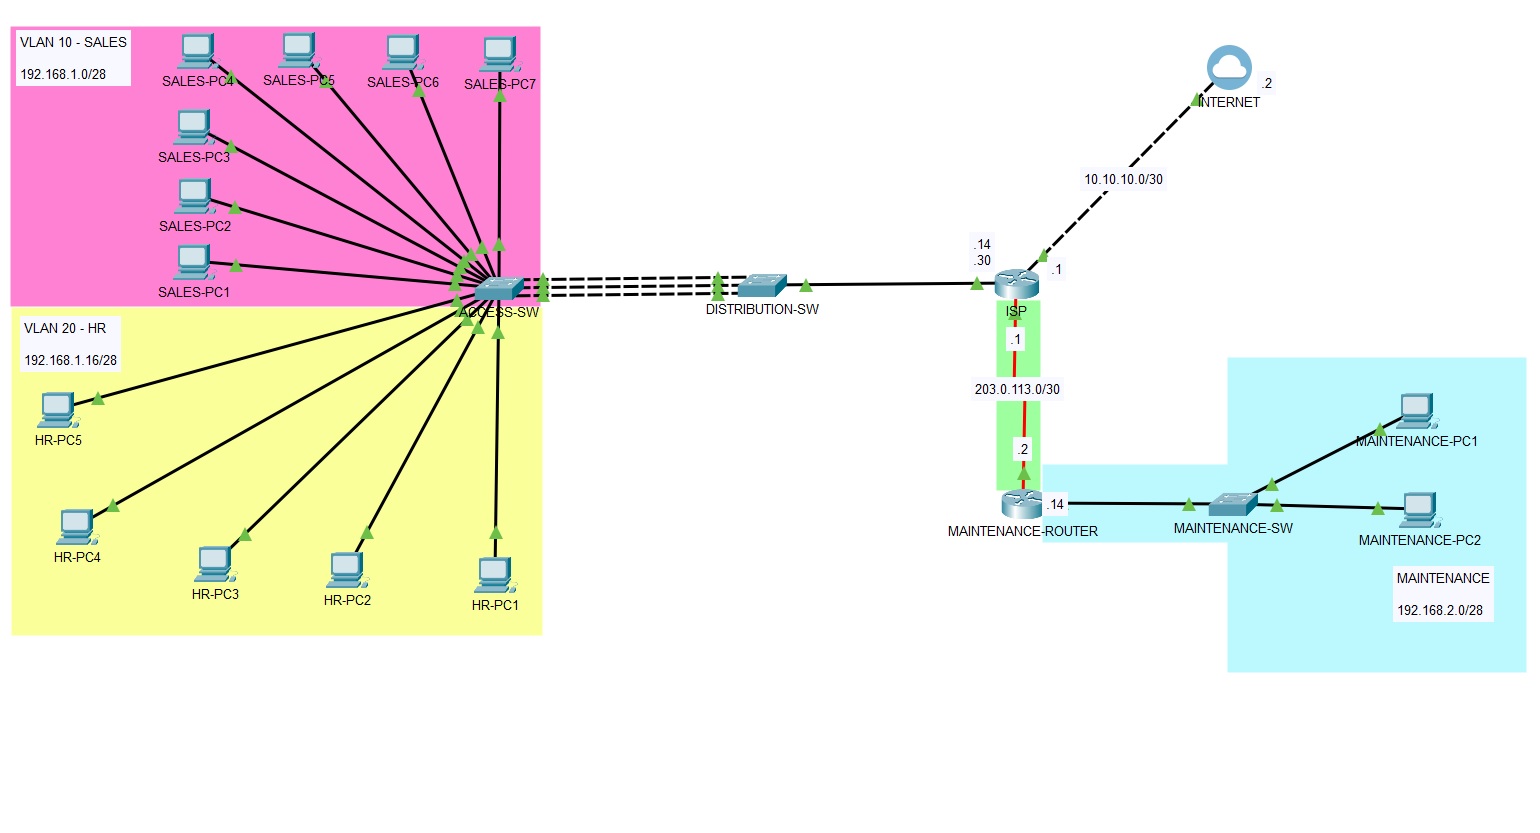 VLAN 10 - SALES
192.168.1.0/28
SALES-PC4
SALES-PC5
SALES-PC6
SALES-PC7
SALES-PC3
SALES-PC2
SALES-PC1
ACCESS-SW
DISTRIBUTION-SW
INTERNET
.2
10.10.10.0/30
.14
.30
.1
ISP
.1
203.0.113.0/30
.2
.14
MAINTENANCE-ROUTER
MAINTENANCE-SW
MAINTENANCE-PC1
MAINTENANCE-PC2
MAINTENANCE
192.168.2.0/28
VLAN 20 - HR
192.168.1.16/28
HR-PC5
HR-PC4
HR-PC3
HR-PC2
HR-PC1